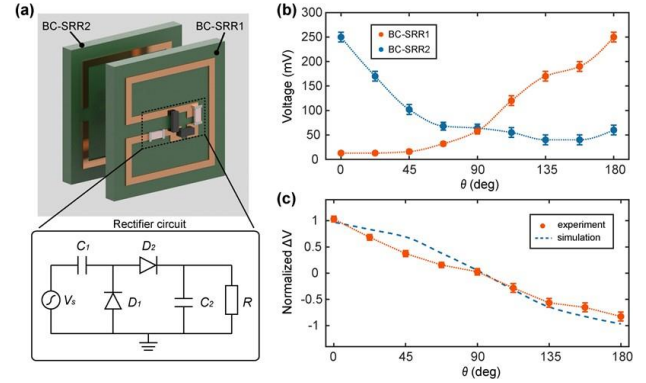 (a)
BC-SRR2
BC-SRR1
Rectifier circuit
C1
D2
Vs
D1
C2
R
(b)
300
250
200
150
100
50
0
Voltage (mV)
BC-SRR1
BC-SRR2
0 45 90 135 180
θ (deg)
(c)
1
0.5
0
-0.5
-1
Normalized ΔV
experiment
simulation
0 45 90 135 180
θ (deg)